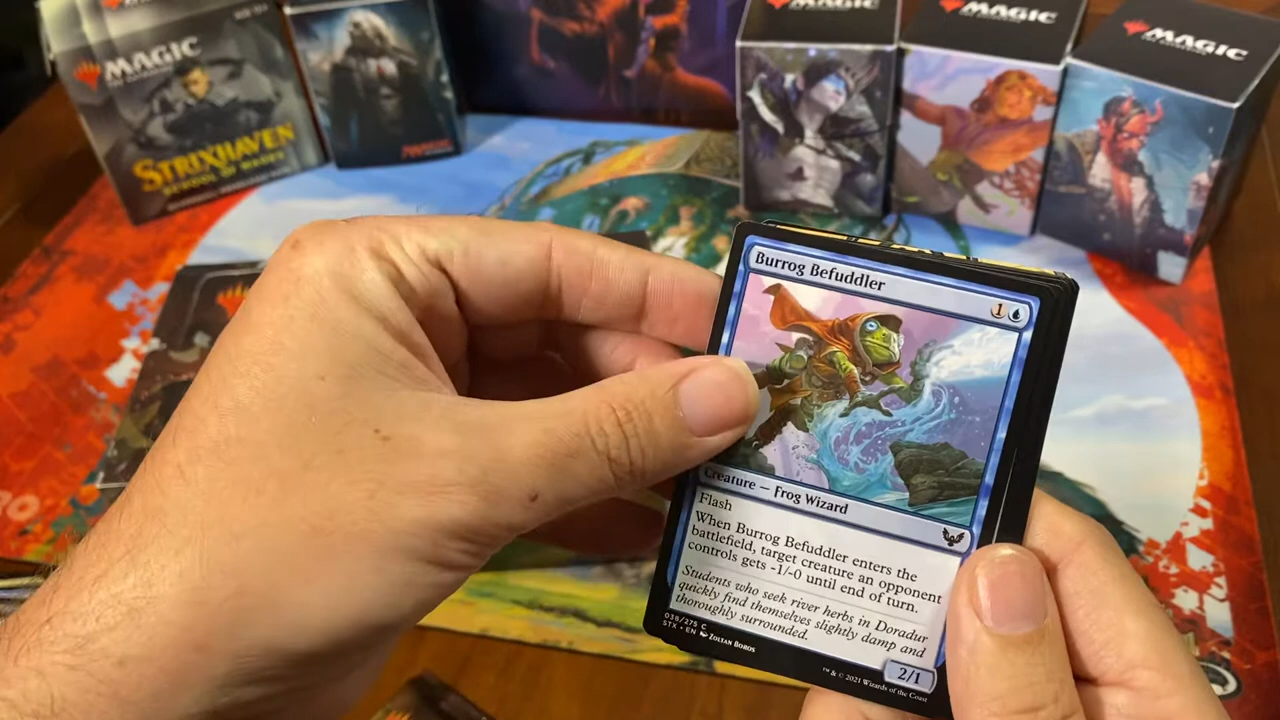 MAGIC
STRIXHAVEN
SCHOOL OF MAGES
MAGIC
MAGIC
MAGIC
Burrog Befuddler
1
Creature — Frog Wizard
Flash
When Burrog Befuddler enters the
battlefield, target creature an opponent
controls gets -1/-0 until end of turn.
Students who seek river herbs in Doradur
quickly find themselves slightly damp and
thoroughly surrounded.
038/275 C
STX • EN Zoltan Boros
2/1
™ & © 2021 Wizards of the Coast